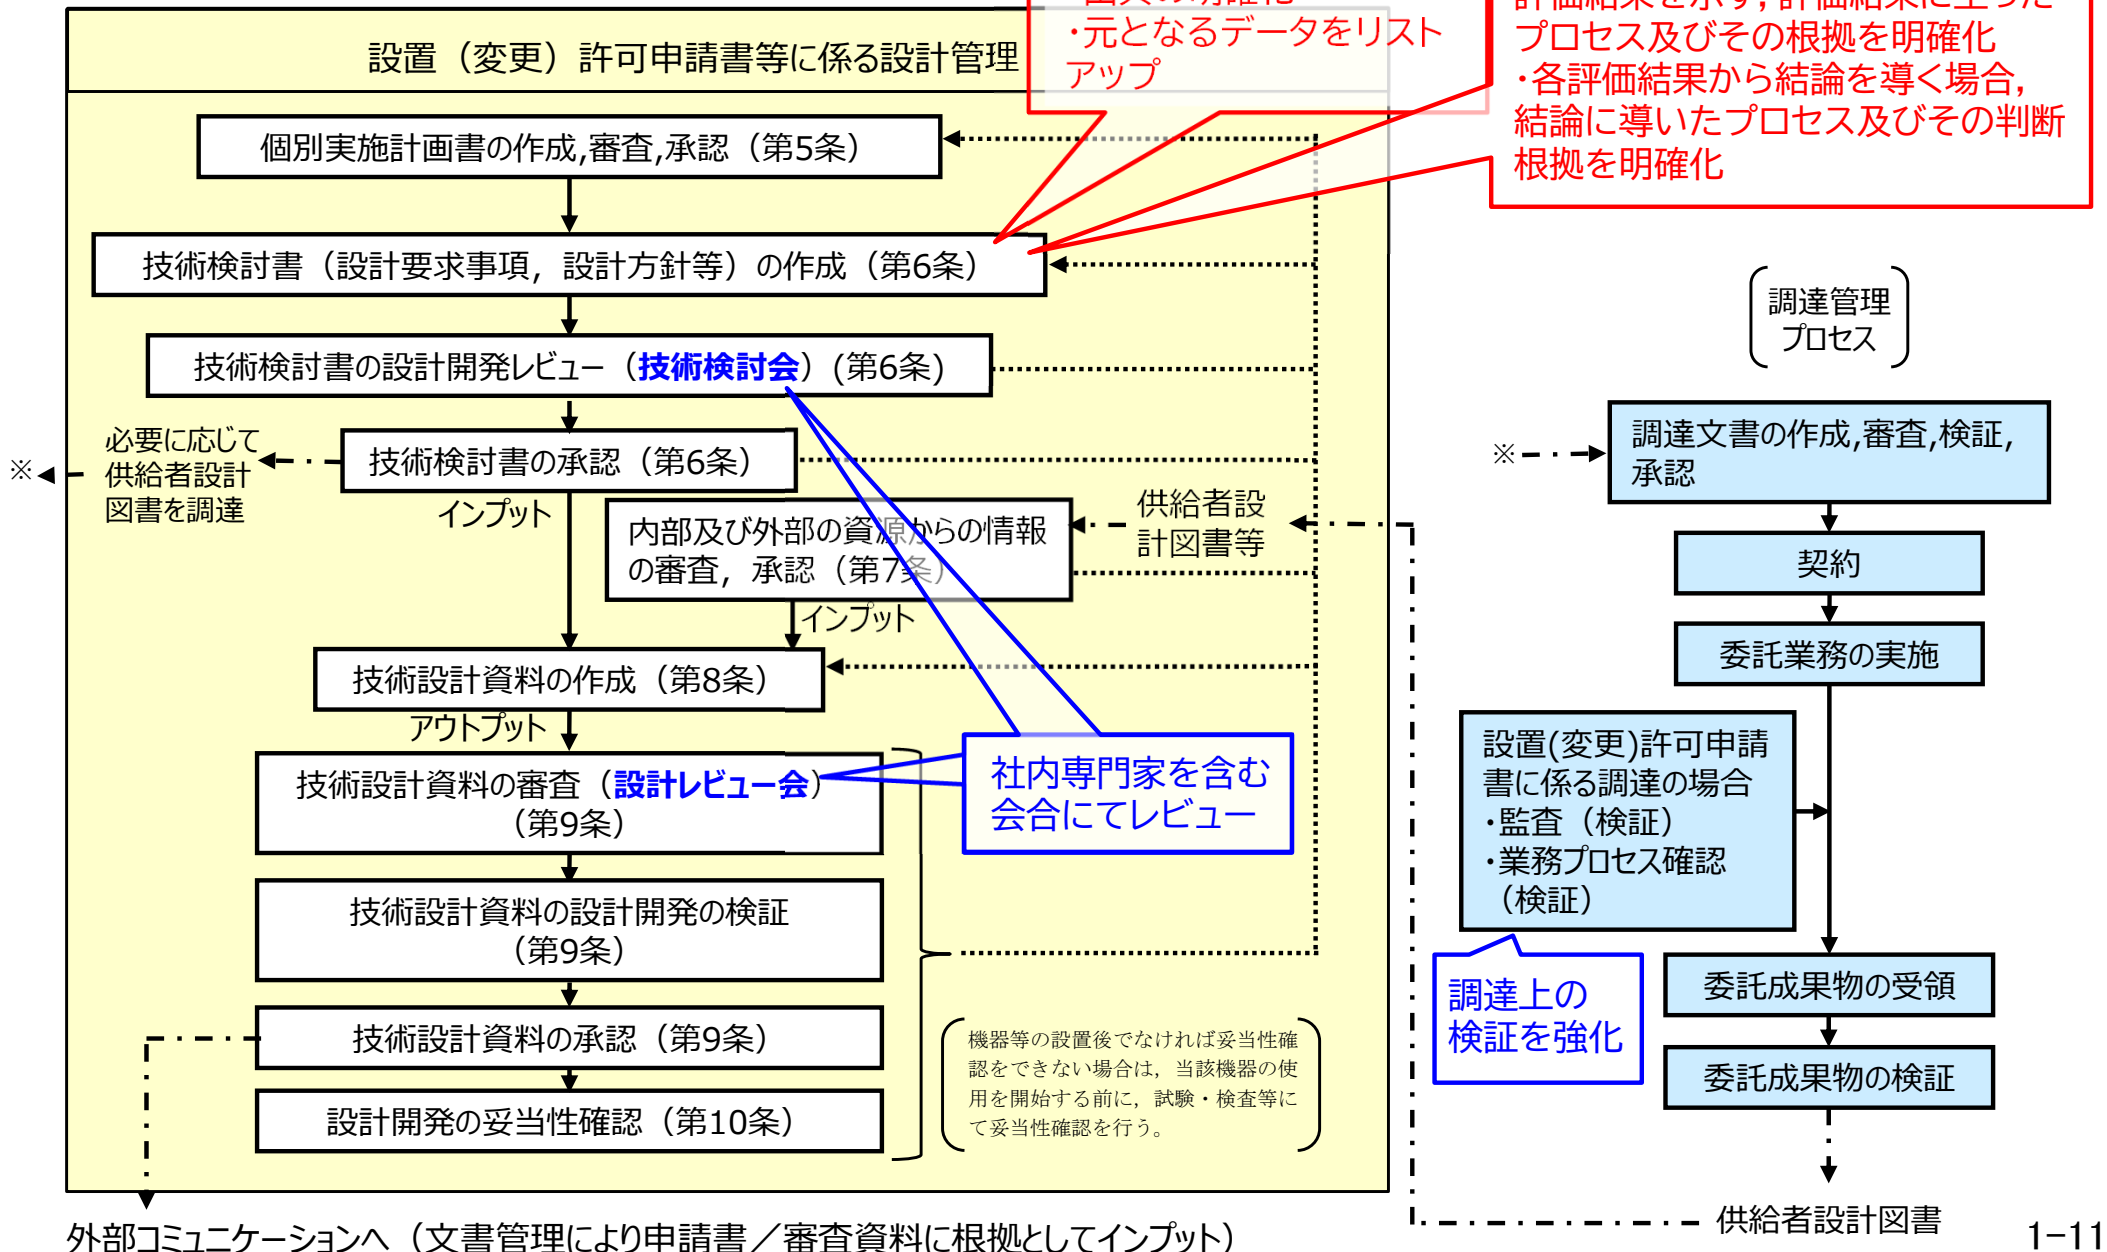 ・元となるデータをリスト
アップ
プロセス及びその根拠を明確化
・各評価結果から結論を導く場合,
結論に導いたプロセス及びその判断
根拠を明確化
設置（変更）許可申請書等に係る設計管理
個別実施計画書の作成,審査,承認（第5条）
技術検討書（設計要求事項，設計方針等）の作成（第6条）
技術検討書の設計開発レビュー（技術検討会）(第6条)
技術検討書の承認（第6条）
必要に応じて
供給者設計
図書を調達
※
インプット
内部及び外部の資源からの情報
の審査，承認（第7条）
供給者設
計図書等
インプット
技術設計資料の作成（第8条）
アウトプット
技術設計資料の審査（設計レビュー会）
（第9条）
社内専門家を含む
会合にてレビュー
技術設計資料の設計開発の検証
（第9条）
技術設計資料の承認（第9条）
設計開発の妥当性確認（第10条）
機器等の設置後でなければ妥当性確
認をできない場合は，当該機器の使
用を開始する前に，試験・検査等に
て妥当性確認を行う。
外部コミュニケーションへ（文書管理により申請書／審査資料に根拠としてインプット）
調達管理
プロセス
※
調達文書の作成,審査,検証,
承認
契約
委託業務の実施
設置(変更)許可申請
書に係る調達の場合
・監査（検証）
・業務プロセス確認
（検証）
調達上の
検証を強化
委託成果物の受領
委託成果物の検証
供給者設計図書
1-11